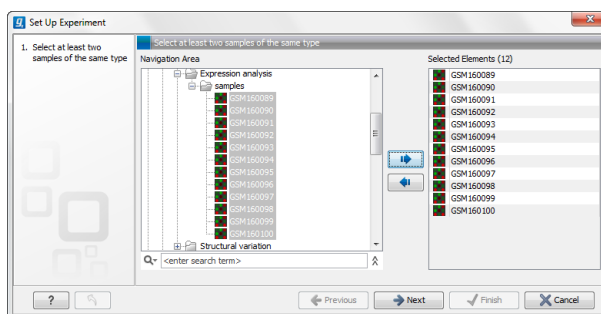 Set Up Experiment
1. Select at least two
samples of the same type
Select at least two samples of the same type
Navigation Area
Expression analysis
samples
GSM160089
GSM160090
GSM160091
GSM160092
GSM160093
GSM160094
GSM160095
GSM160096
GSM160097
GSM160098
GSM160099
GSM160100
Structural variation
<enter search term>
Selected Elements (12)
GSM160089
GSM160090
GSM160091
GSM160092
GSM160093
GSM160094
GSM160095
GSM160096
GSM160097
GSM160098
GSM160099
GSM160100
?
Previous
Next
Finish
Cancel